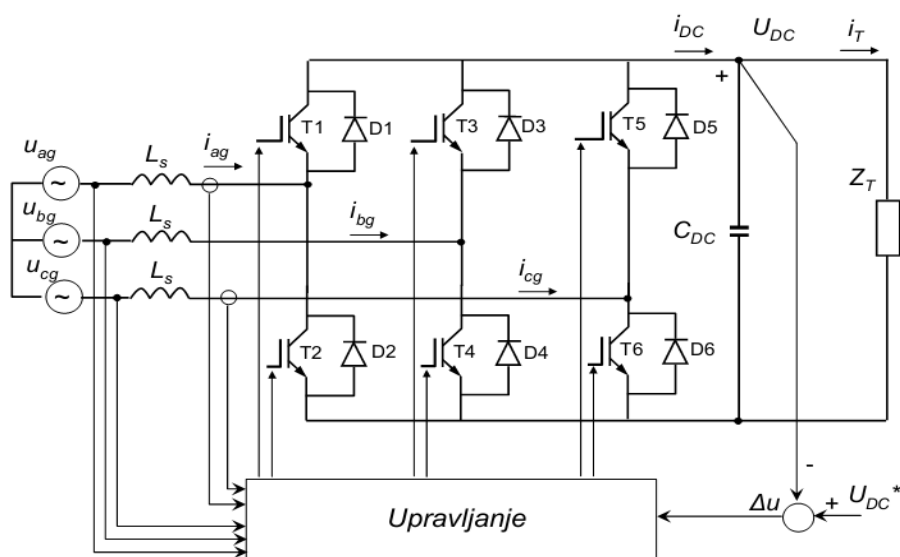 i_DC U_DC i_T
+
T1 D1 T3 D3 T5 D5
u_ag L_s i_ag
~
u_bg L_s i_bg
~
u_cg L_s i_cg
~
C_DC Z_T
T2 D2 T4 D4 T6 D6
-
Upravljanje Δu + U_DC*